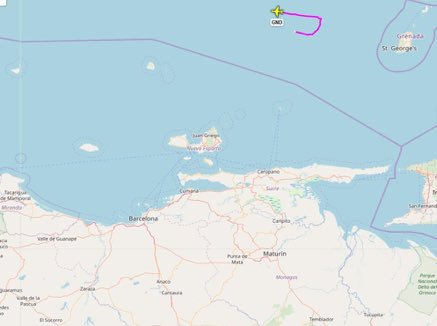 GND
Grenada
St. George's
Juan Griego
Nueva Esparta
Carúpano
Tacarigua
de Mamporal
Cumaná
Sucre
Miranda
San Fernando
Barcelona
Caripito
Valle de Guanape
Punta de
Mata
Maturín
Monagas
Anaco
Cantaura
Zaraza
Valle de la
Pascua
El Socorro
Temblador
Tucupita
Parque
Nacional
Delta del